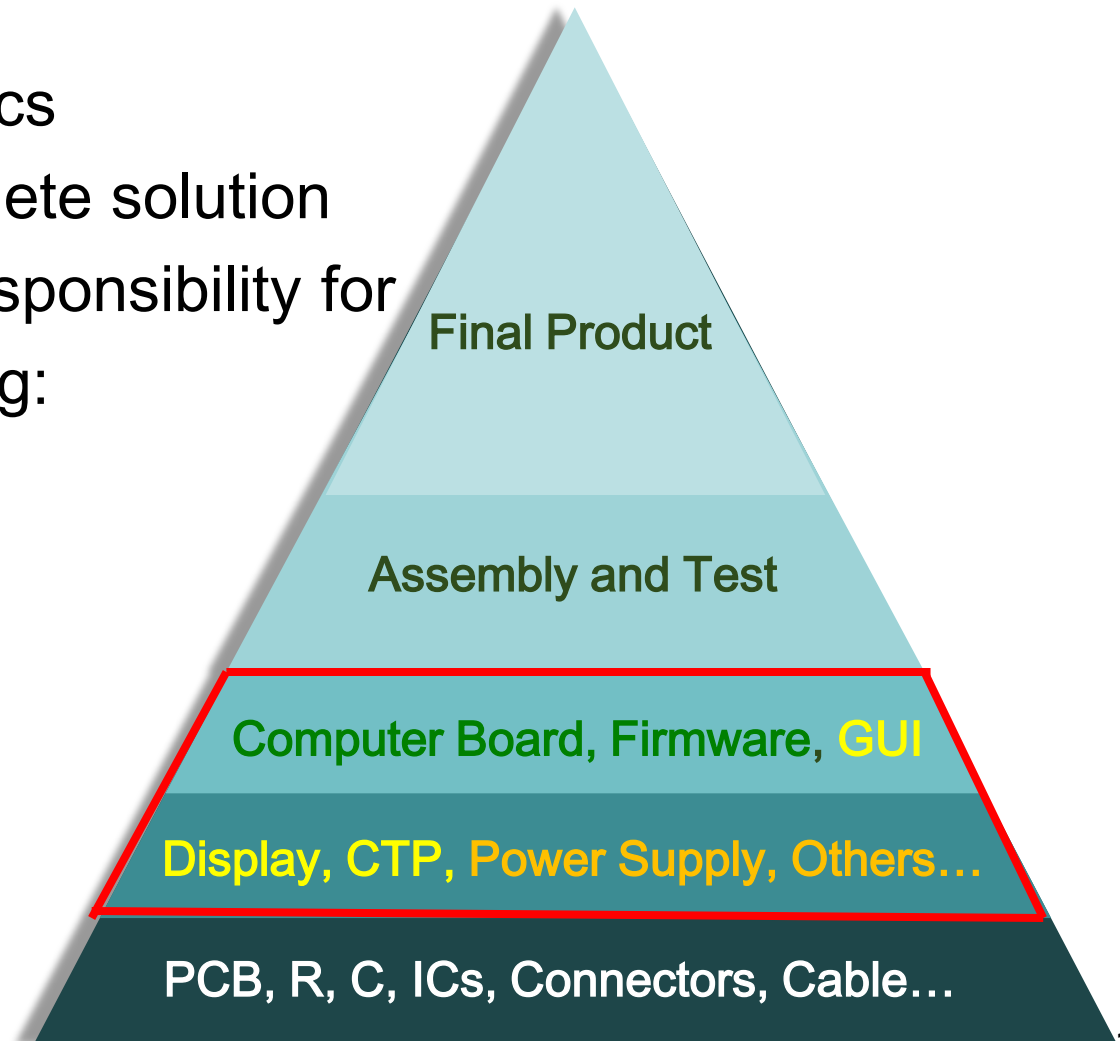 cs
ete solution
sponsibility for
g:
Final Product
Assembly and Test
Computer Board, Firmware, GUI
Display, CTP, Power Supply, Others…
PCB, R, C, ICs, Connectors, Cable…